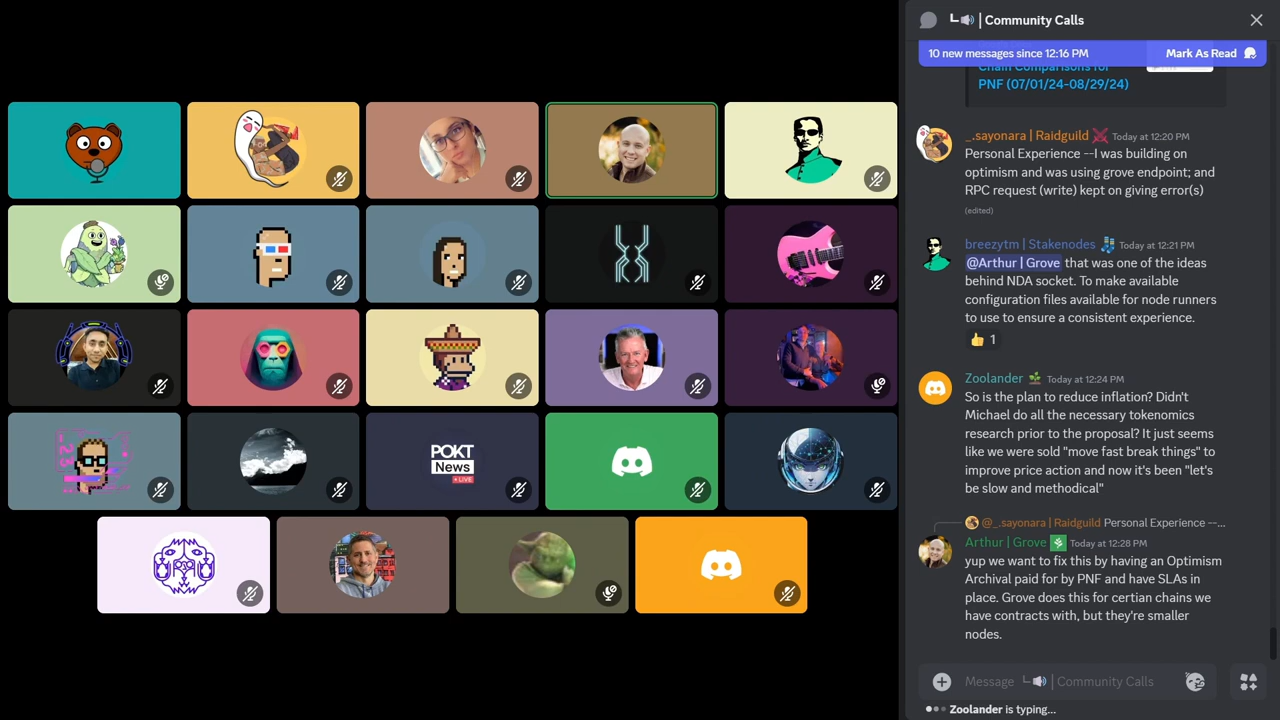 | Community Calls
10 new messages since 12:16 PM
Mark As Read
Chain Comparisons for
PNF (07/01/24-08/29/24)
_.sayonara | Raidguild Today at 12:20 PM
Personal Experience --I was building on
optimism and was using grove endpoint; and
RPC request (write) kept on giving error(s)
(edited)
breezytm | Stakenodes Today at 12:21 PM
@Arthur | Grove that was one of the ideas
behind NDA socket. To make available
configuration files available for node runners
to use to ensure a consistent experience.
👍 1
Zoolander Today at 12:24 PM
So is the plan to reduce inflation? Didn't
Michael do all the necessary tokenomics
research prior to the proposal? It just seems
like we were sold "move fast break things" to
improve price action and now it's been "let's
be slow and methodical"
@_.sayonara | Raidguild Personal Experience --...
Arthur | Grove Today at 12:28 PM
yup we want to fix this by having an Optimism
Archival paid for by PNF and have SLAs in
place. Grove does this for certian chains we
have contracts with, but they're smaller
nodes.
Message | Community Calls
Zoolander is typing...
POKT
News
LIVE